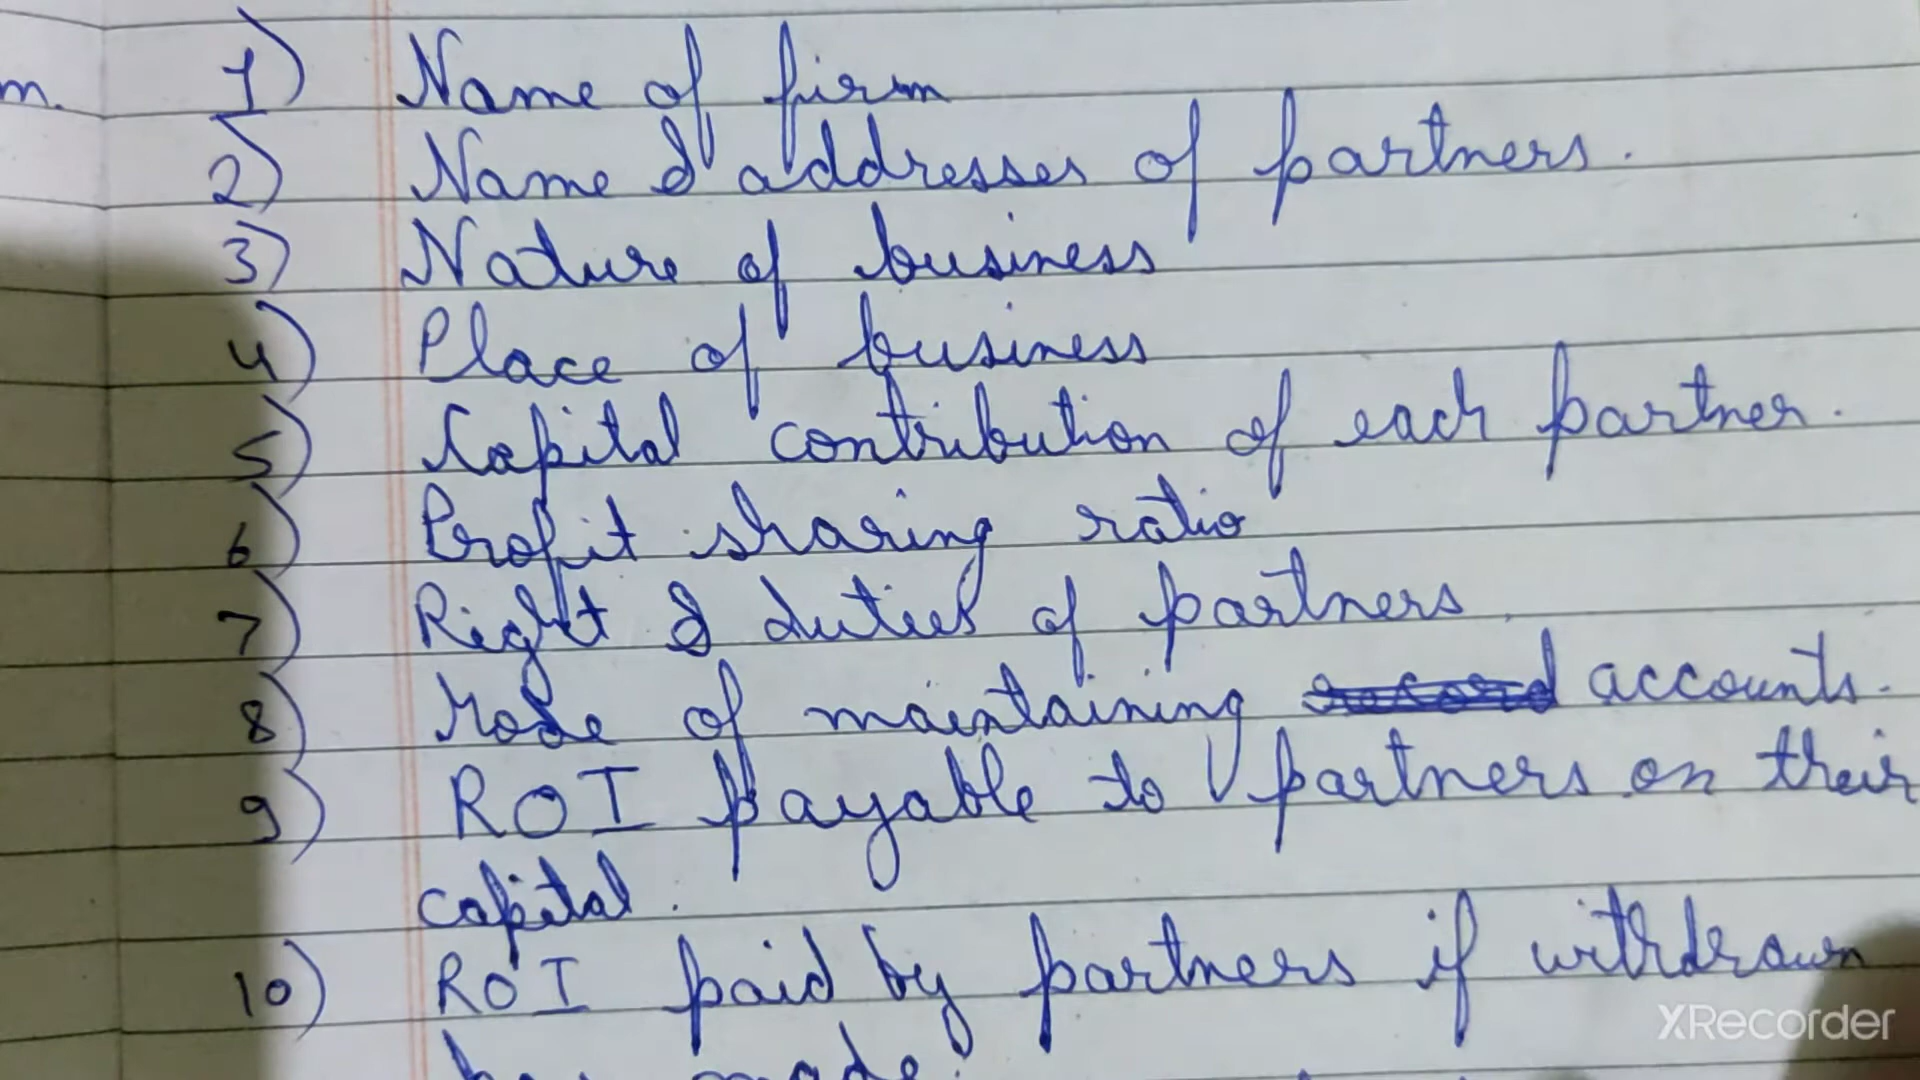 m.
1) Name of firm
2) Name & addresses of partners.
3) Nature of business
4) Place of business
5) Capital contribution of each partner.
6) Profit sharing ratio
7) Right & duties of partners.
8) Mode of maintaining accounts.
9) ROI payable to partners on their
capital.
10) ROI paid by partners if withdrawn
made.
XRecorder